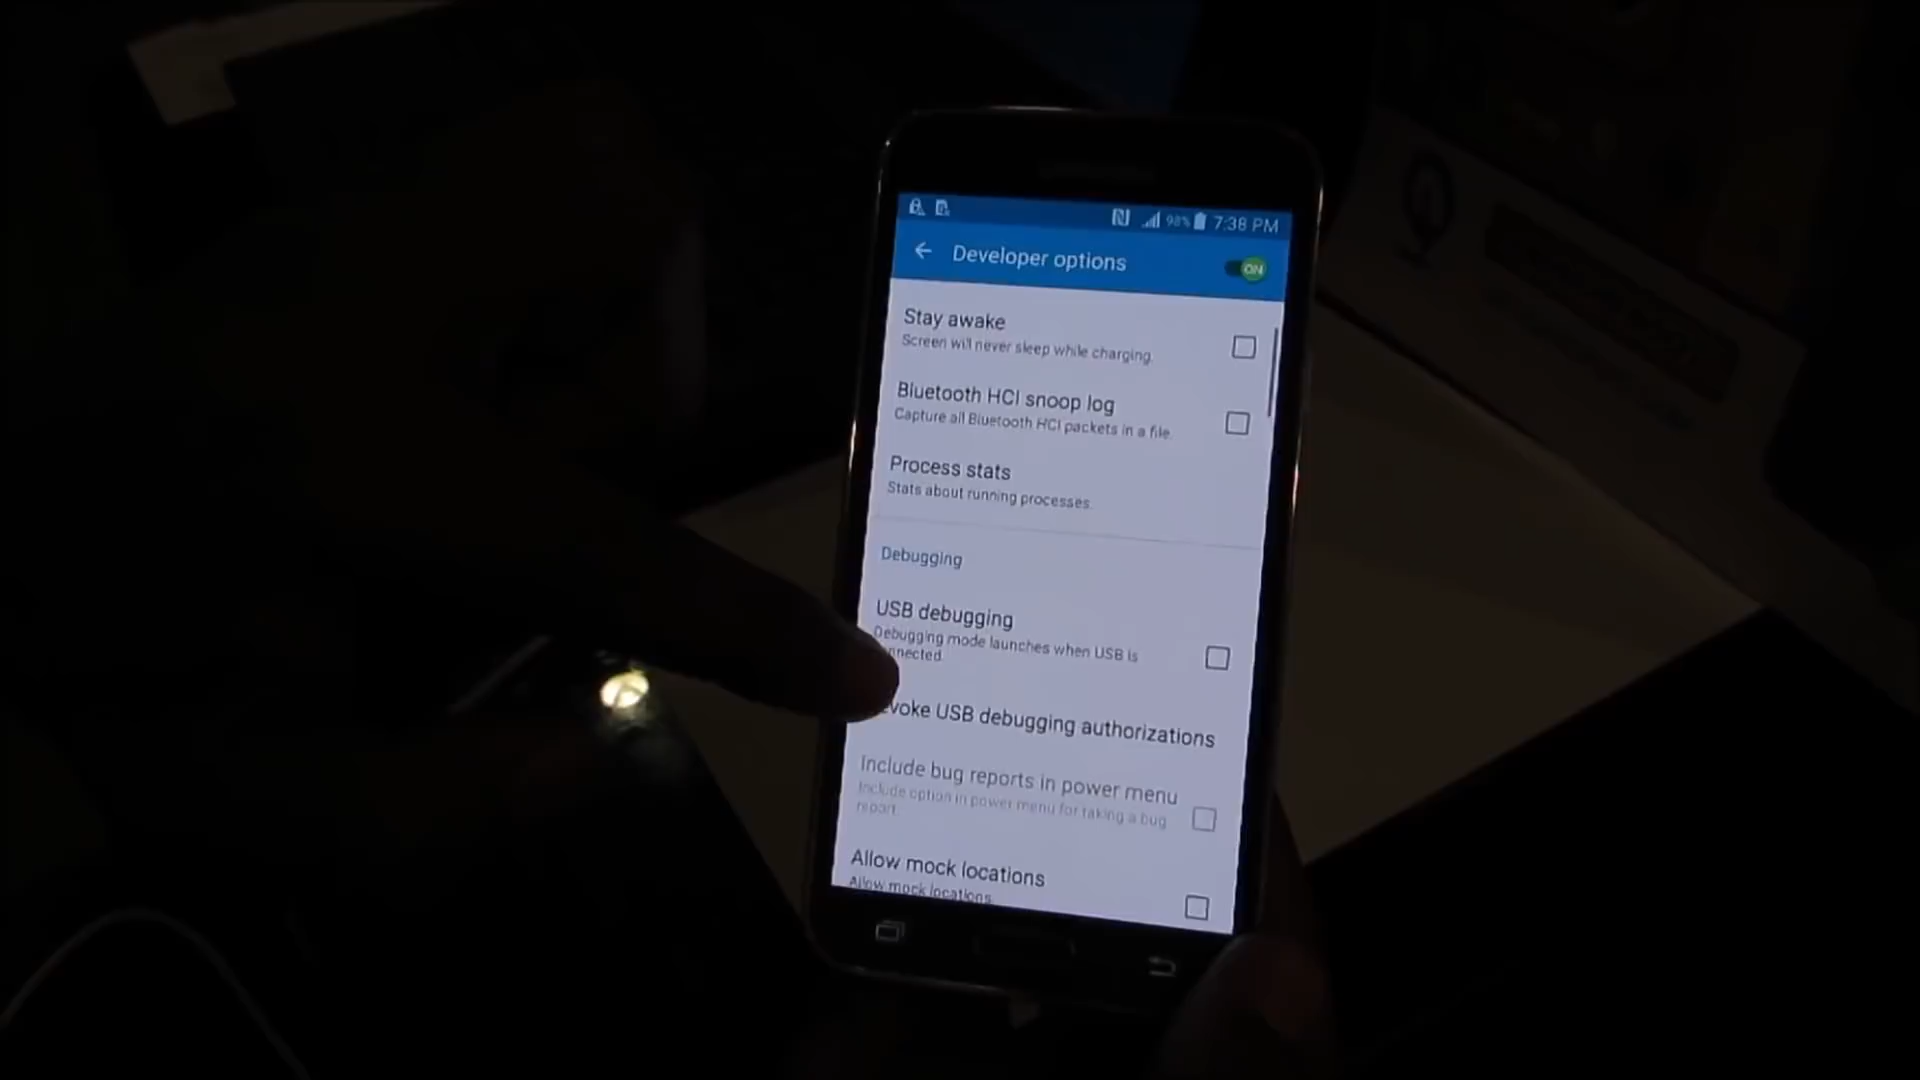 98% 7:38 PM
Developer options
ON
Stay awake
Screen will never sleep while charging.
Bluetooth HCI snoop log
Capture all Bluetooth HCI packets in a file.
Process stats
Stats about running processes.
Debugging
USB debugging
Debugging mode launches when USB is
nnected.
evoke USB debugging authorizations
Include bug reports in power menu
Include option in power menu for taking a bug
report.
Allow mock locations
Allow mock locations.